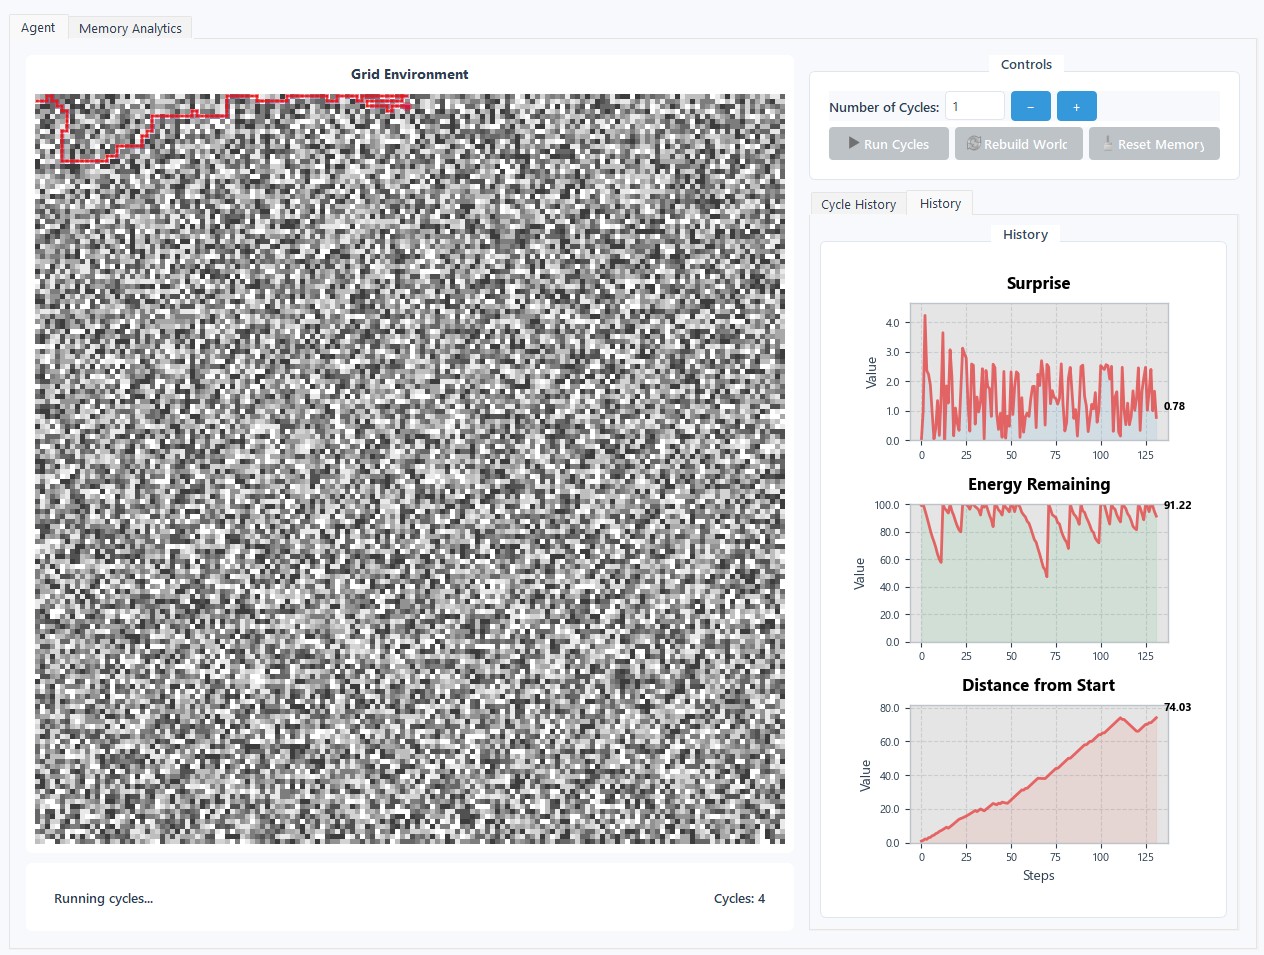 Agent
Memory Analytics
Grid Environment
Running cycles...
Cycles: 4
Controls
Number of Cycles: 1 − +
Run Cycles
Rebuild Worl
Reset Memory
Cycle History
History
History
Surprise
Value
4.0
3.0
2.0
1.0
0.0
0.78
0 25 50 75 100 125
Energy Remaining
Value
100.0
80.0
60.0
40.0
20.0
0.0
91.22
0 25 50 75 100 125
Distance from Start
Value
80.0
60.0
40.0
20.0
0.0
74.03
0 25 50 75 100 125
Steps